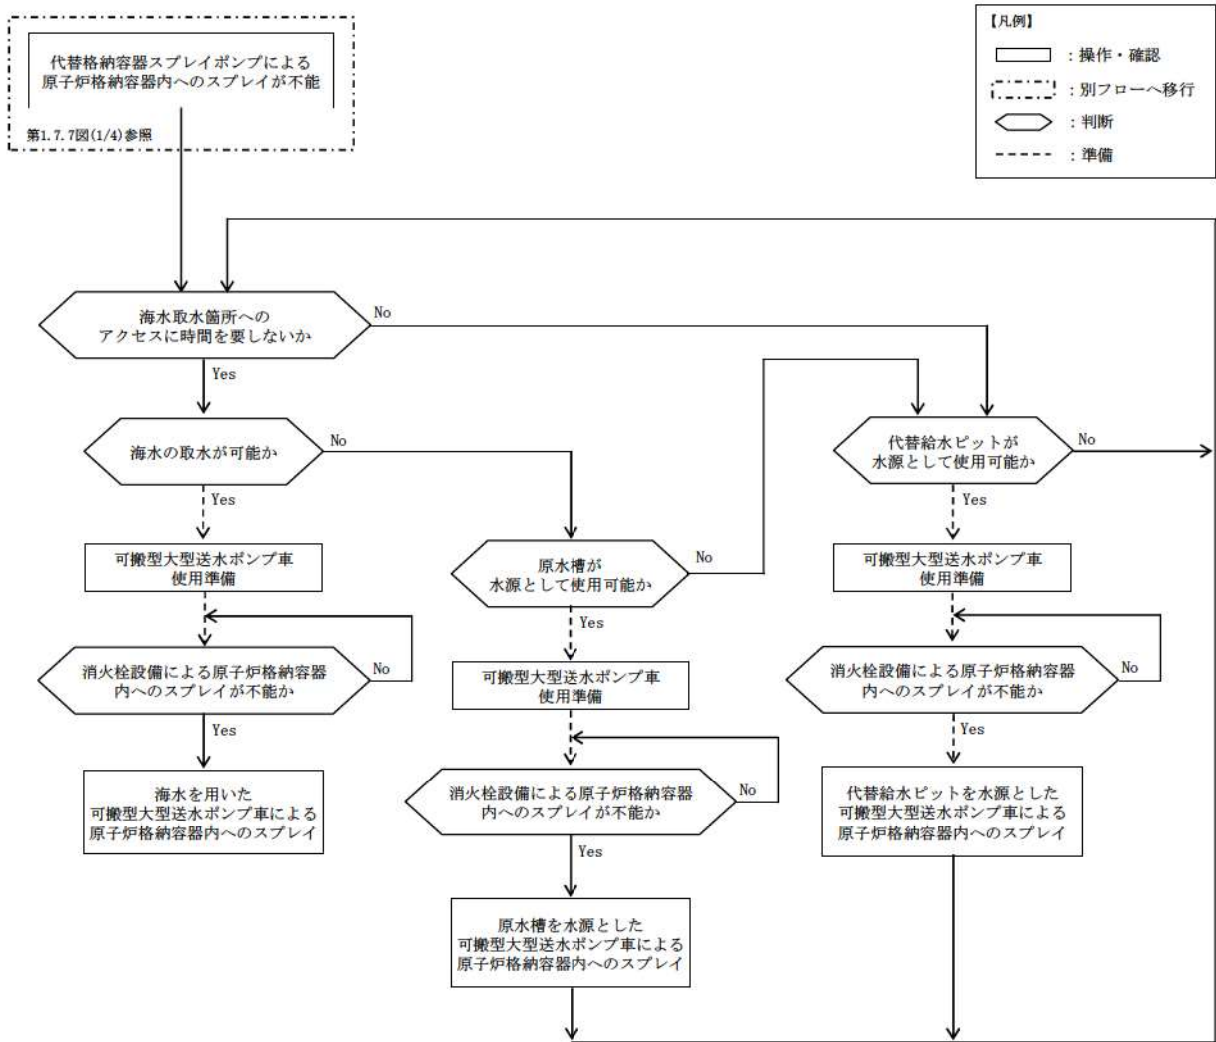 代替格納容器スプレイポンプによる
原子炉格納容器内へのスプレイが不能
第1.7.7図(1/4)参照
【凡例】
：操作・確認
：別フローへ移行
：判断
：準備
海水取水箇所への
アクセスに時間を要しないか
No
Yes
海水の取水が可能か
No
Yes
可搬型大型送水ポンプ車
使用準備
消火栓設備による原子炉格納容器
内へのスプレイが不能か
No
Yes
海水を用いた
可搬型大型送水ポンプ車による
原子炉格納容器内へのスプレイ
原水槽が
水源として使用可能か
No
Yes
可搬型大型送水ポンプ車
使用準備
消火栓設備による原子炉格納容器
内へのスプレイが不能か
No
Yes
原水槽を水源とした
可搬型大型送水ポンプ車による
原子炉格納容器内へのスプレイ
代替給水ピットが
水源として使用可能か
No
Yes
可搬型大型送水ポンプ車
使用準備
消火栓設備による原子炉格納容器
内へのスプレイが不能か
No
Yes
代替給水ピットを水源とした
可搬型大型送水ポンプ車による
原子炉格納容器内へのスプレイ